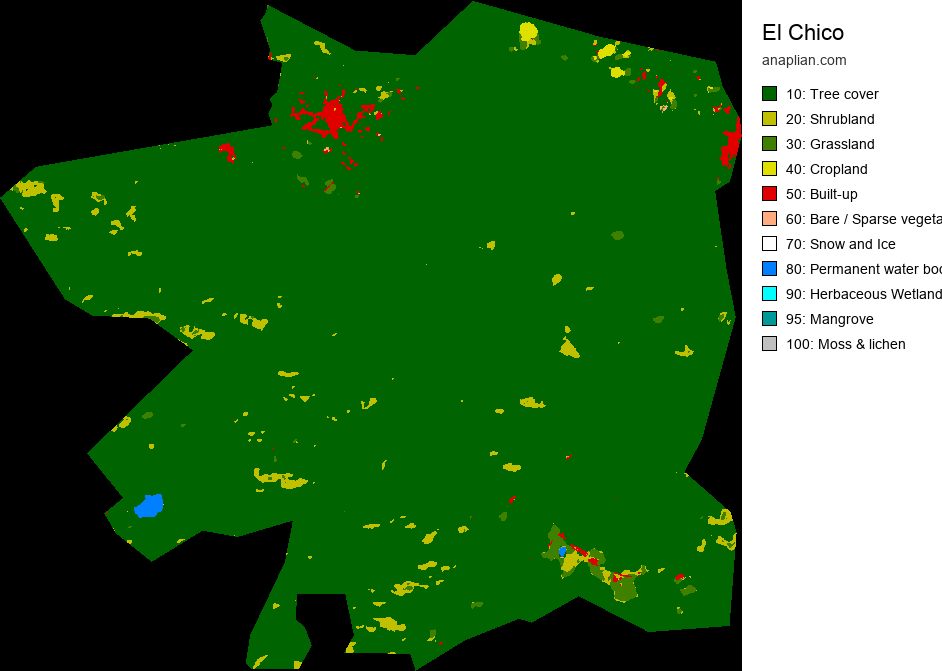 El Chico
anaplian.com
10: Tree cover
20: Shrubland
30: Grassland
40: Cropland
50: Built-up
60: Bare / Sparse vegeta
70: Snow and Ice
80: Permanent water boo
90: Herbaceous Wetland
95: Mangrove
100: Moss & lichen